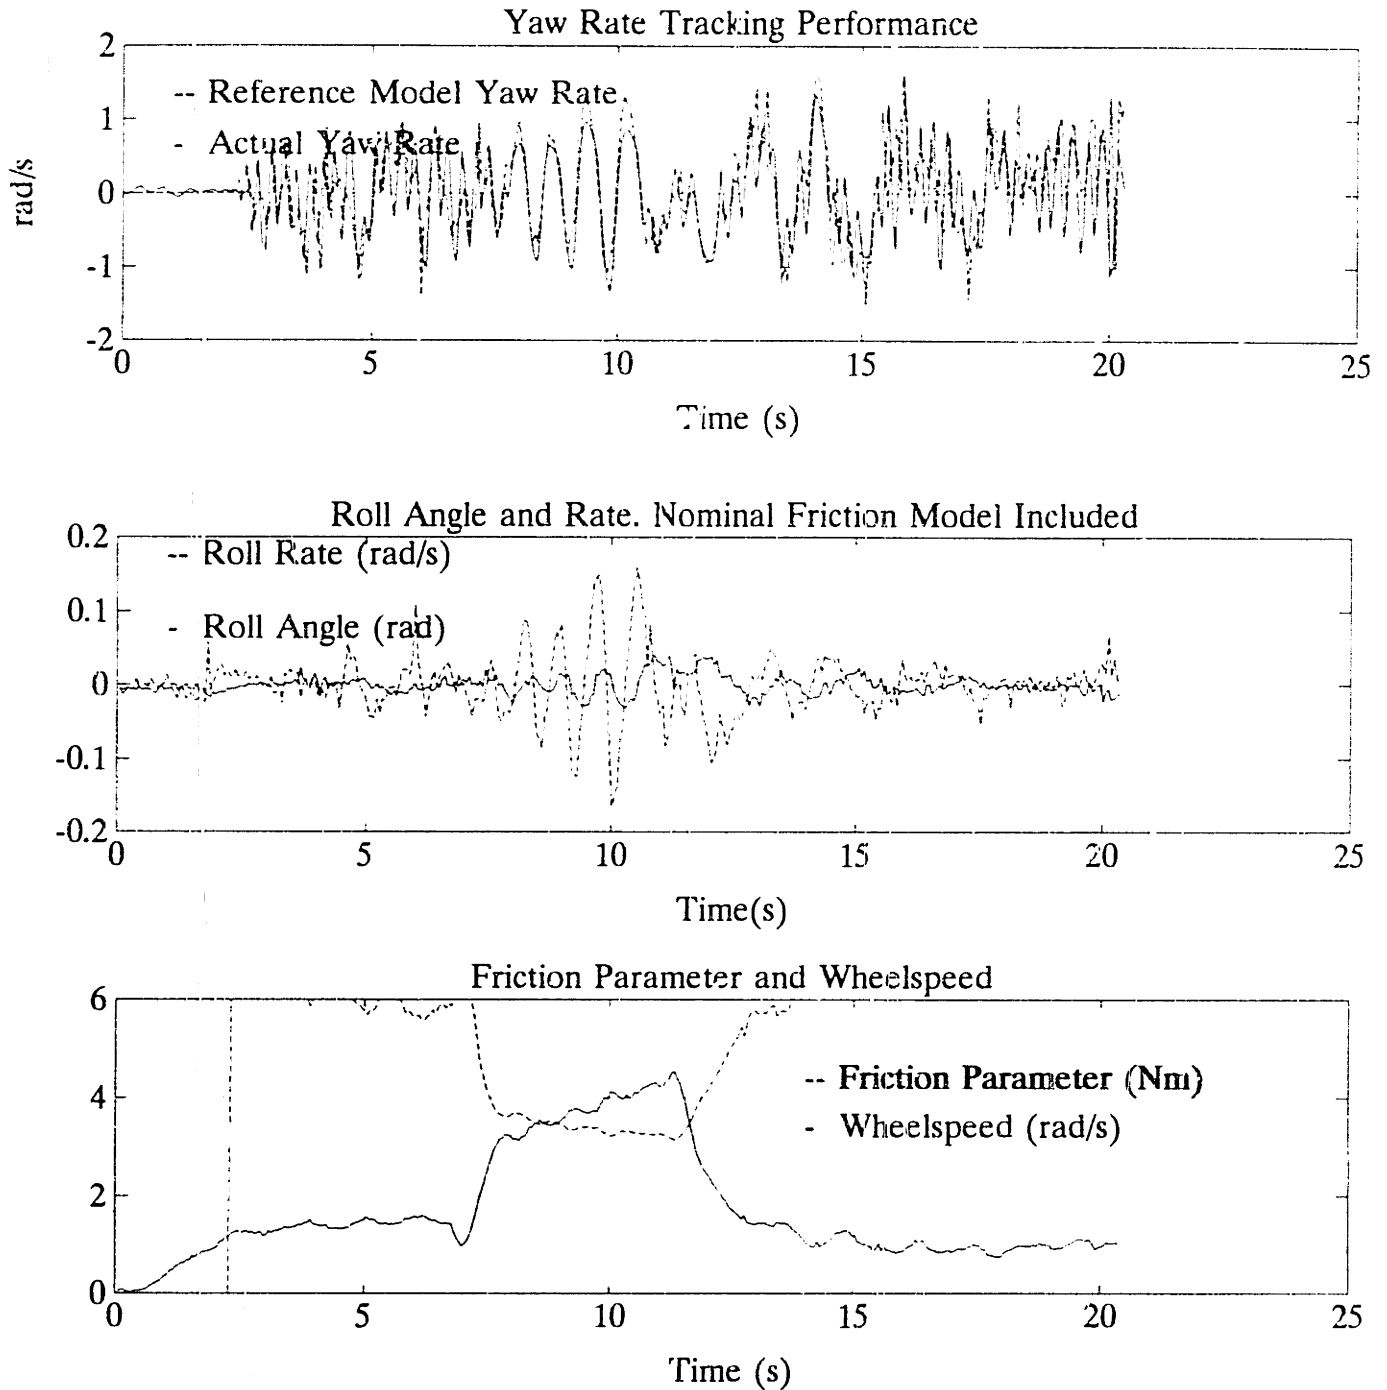 Yaw Rate Tracking Performance
2
-- Reference Model Yaw Rate
1
- Actual Yaw Rate
rad/s
0
-1
-2
0 5 10 15 20 25
Time (s)
Roll Angle and Rate. Nominal Friction Model Included
0.2
-- Roll Rate (rad/s)
0.1
- Roll Angle (rad)
0
-0.1
-0.2
0 5 10 15 20 25
Time(s)
Friction Parameter and Wheelspeed
6
-- Friction Parameter (Nm)
4
- Wheelspeed (rad/s)
2
0
0 5 10 15 20 25
Time (s)